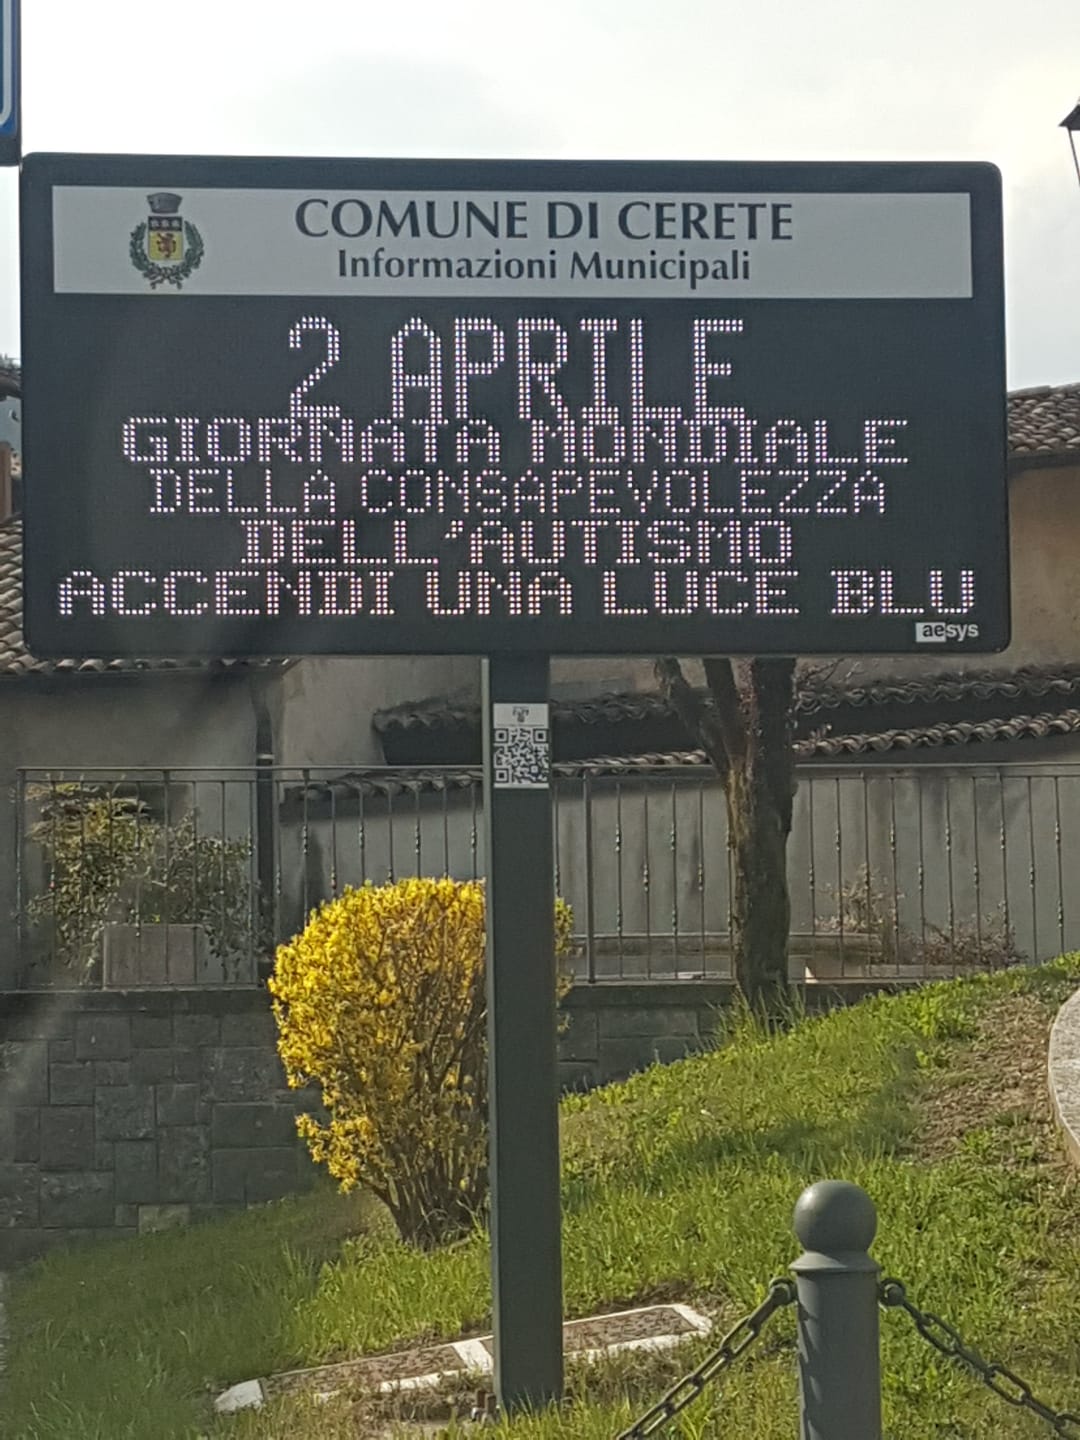 COMUNE DI CERETE
Informazioni Municipali
2 APRILE
GIORNATA MONDIALE
DELLA CONSAPEVOLEZZA
DELL'AUTISMO
ACCENDI UNA LUCE BLU
aesys